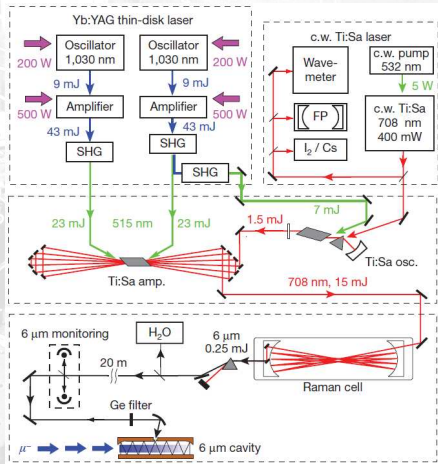 Yb:YAG thin-disk laser
Oscillator
1,030 nm
Oscillator
1,030 nm
200 W
200 W
9 mJ
9 mJ
Amplifier
Amplifier
500 W
500 W
43 mJ
43 mJ
SHG
SHG
SHG
c.w. Ti:Sa laser
Wave-
meter
c.w. pump
532 nm
5 W
FP
c.w. Ti:Sa
708 nm
400 mW
I2 / Cs
23 mJ
515 nm
23 mJ
7 mJ
1.5 mJ
Ti:Sa osc.
Ti:Sa amp.
708 nm, 15 mJ
6 µm monitoring
H2O
6 µm
0.25 mJ
20 m
Raman cell
Ge filter
µ−
6 µm cavity